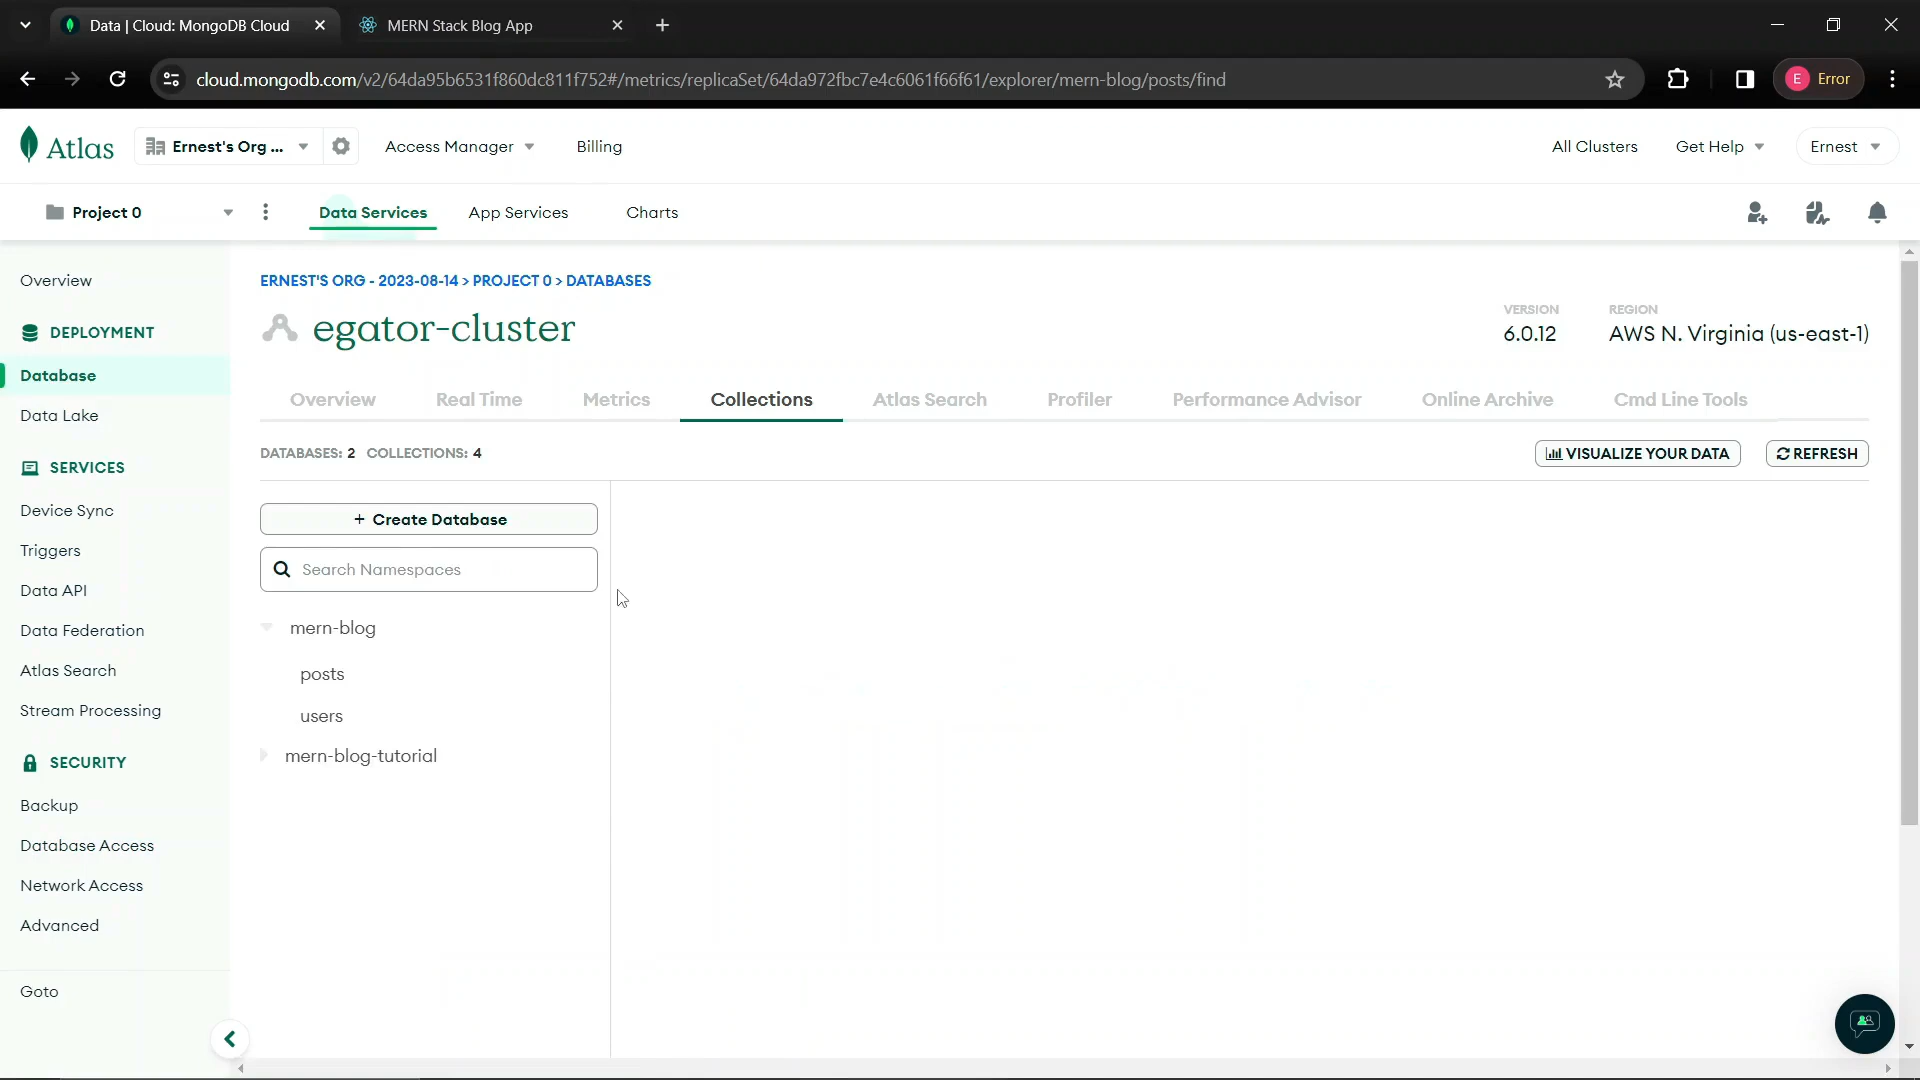 Data | Cloud: MongoDB Cloud
MERN Stack Blog App
cloud.mongodb.com/v2/64da95b6531f860dc811f752#/metrics/replicaSet/64da972fbc7e4c6061f66f61/explorer/mern-blog/posts/find
E Error
Atlas
Ernest's Org ...
Access Manager
Billing
All Clusters
Get Help
Ernest
Project 0
Data Services
App Services
Charts
Overview
DEPLOYMENT
Database
Data Lake
SERVICES
Device Sync
Triggers
Data API
Data Federation
Atlas Search
Stream Processing
SECURITY
Backup
Database Access
Network Access
Advanced
Goto
ERNEST'S ORG - 2023-08-14 > PROJECT 0 > DATABASES
egator-cluster
VERSION
6.0.12
REGION
AWS N. Virginia (us-east-1)
Overview
Real Time
Metrics
Collections
Atlas Search
Profiler
Performance Advisor
Online Archive
Cmd Line Tools
DATABASES: 2 COLLECTIONS: 4
VISUALIZE YOUR DATA
REFRESH
+ Create Database
Search Namespaces
mern-blog
posts
users
mern-blog-tutorial